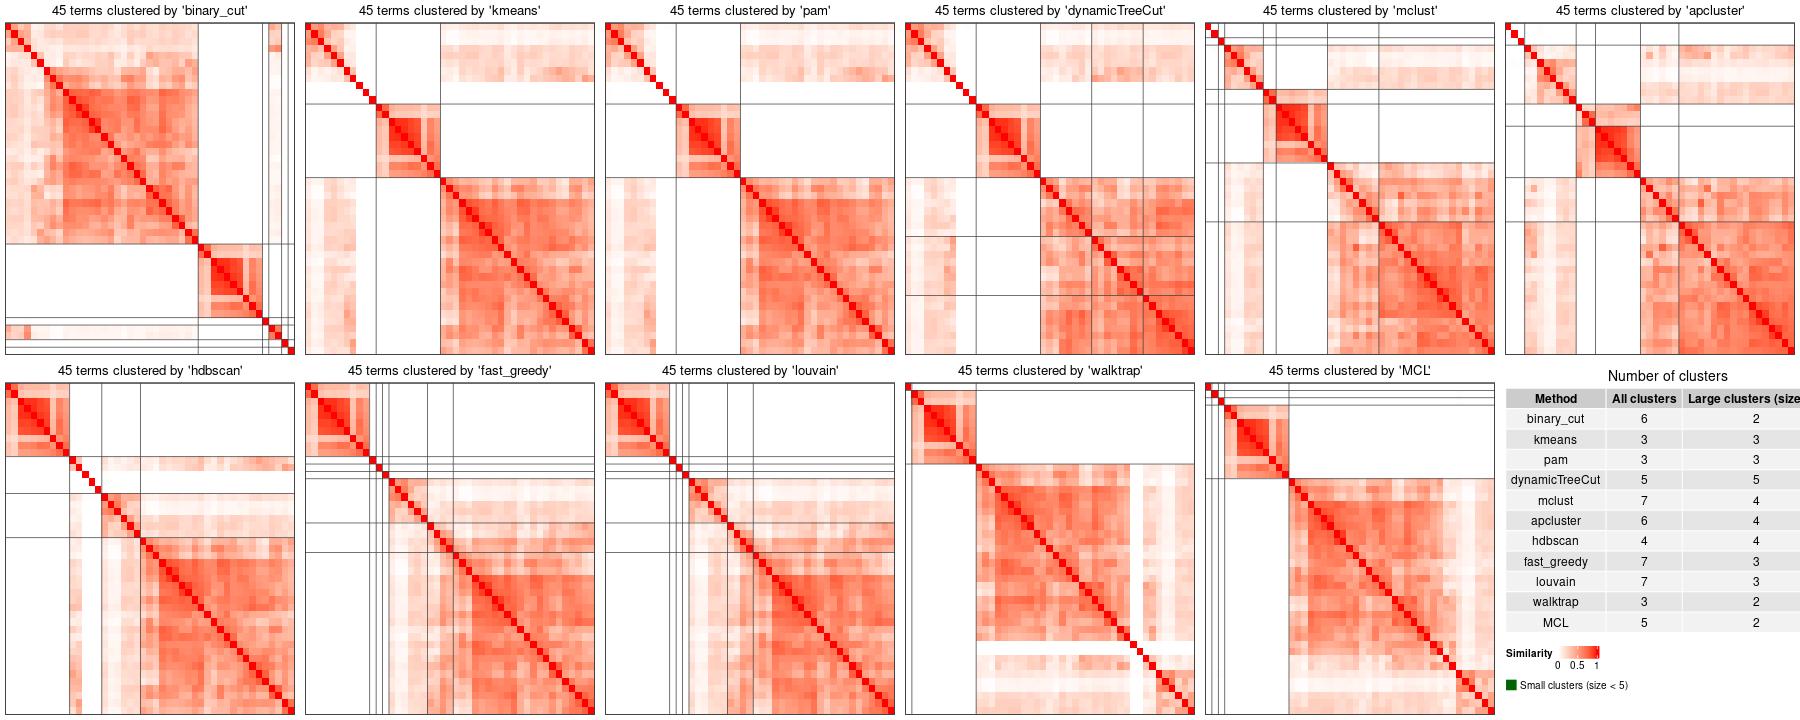 45 terms clustered by 'binary_cut'
45 terms clustered by 'kmeans'
45 terms clustered by 'pam'
45 terms clustered by 'dynamicTreeCut'
45 terms clustered by 'mclust'
45 terms clustered by 'apcluster'
45 terms clustered by 'hdbscan'
45 terms clustered by 'fast_greedy'
45 terms clustered by 'louvain'
45 terms clustered by 'walktrap'
45 terms clustered by 'MCL'
Number of clusters
Method All clusters Large clusters (size
binary_cut 6 2
kmeans 3 3
pam 3 3
dynamicTreeCut 5 5
mclust 7 4
apcluster 6 4
hdbscan 4 4
fast_greedy 7 3
louvain 7 3
walktrap 3 2
MCL 5 2
Similarity
0 0.5 1
Small clusters (size < 5)